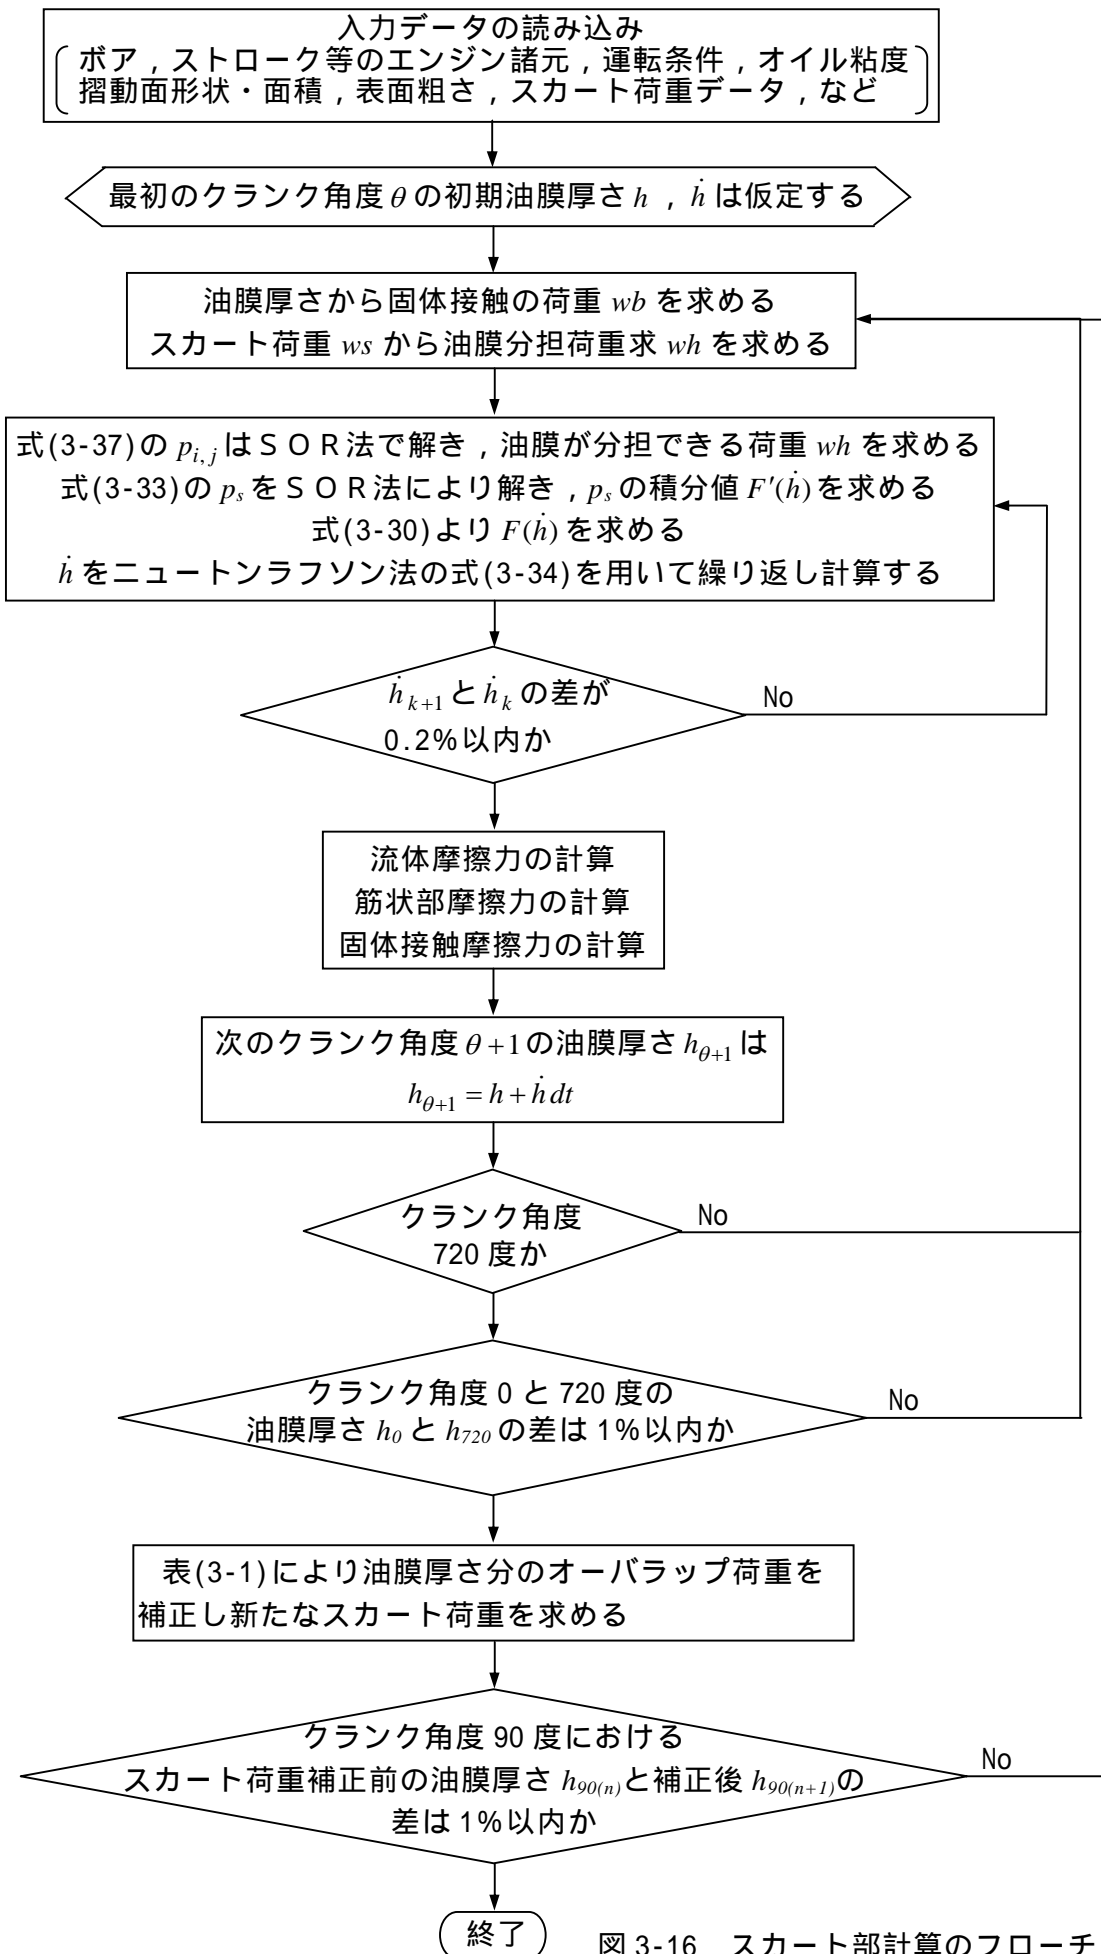 入力データの読み込み
ボア，ストローク等のエンジン諸元，運転条件，オイル粘度
摺動面形状・面積，表面粗さ，スカート荷重データ，など
最初のクランク角度 θ の初期油膜厚さ h ， ḣ は仮定する
油膜厚さから固体接触の荷重 wb を求める
スカート荷重 ws から油膜分担荷重求 wh を求める
式(3-37)の p_{i,j} はＳＯＲ法で解き，油膜が分担できる荷重 wh を求める
式(3-33)の p_s をＳＯＲ法により解き，p_s の積分値 F′(ḣ) を求める
式(3-30)より F(ḣ) を求める
ḣ をニュートンラフソン法の式(3-34)を用いて繰り返し計算する
ḣ_{k+1} と ḣ_k の差が
0.2%以内か
No
流体摩擦力の計算
筋状部摩擦力の計算
固体接触摩擦力の計算
次のクランク角度 θ+1 の油膜厚さ h_{θ+1} は
h_{θ+1} = h + ḣ dt
クランク角度
720 度か
No
クランク角度 0 と 720 度の
油膜厚さ h_0 と h_{720} の差は 1%以内か
No
表(3-1)により油膜厚さ分のオーバラップ荷重を
補正し新たなスカート荷重を求める
クランク角度 90 度における
スカート荷重補正前の油膜厚さ h_{90(n)} と補正後 h_{90(n+1)} の
差は 1%以内か
No
終了
図 3-16 スカート部計算のフローチ